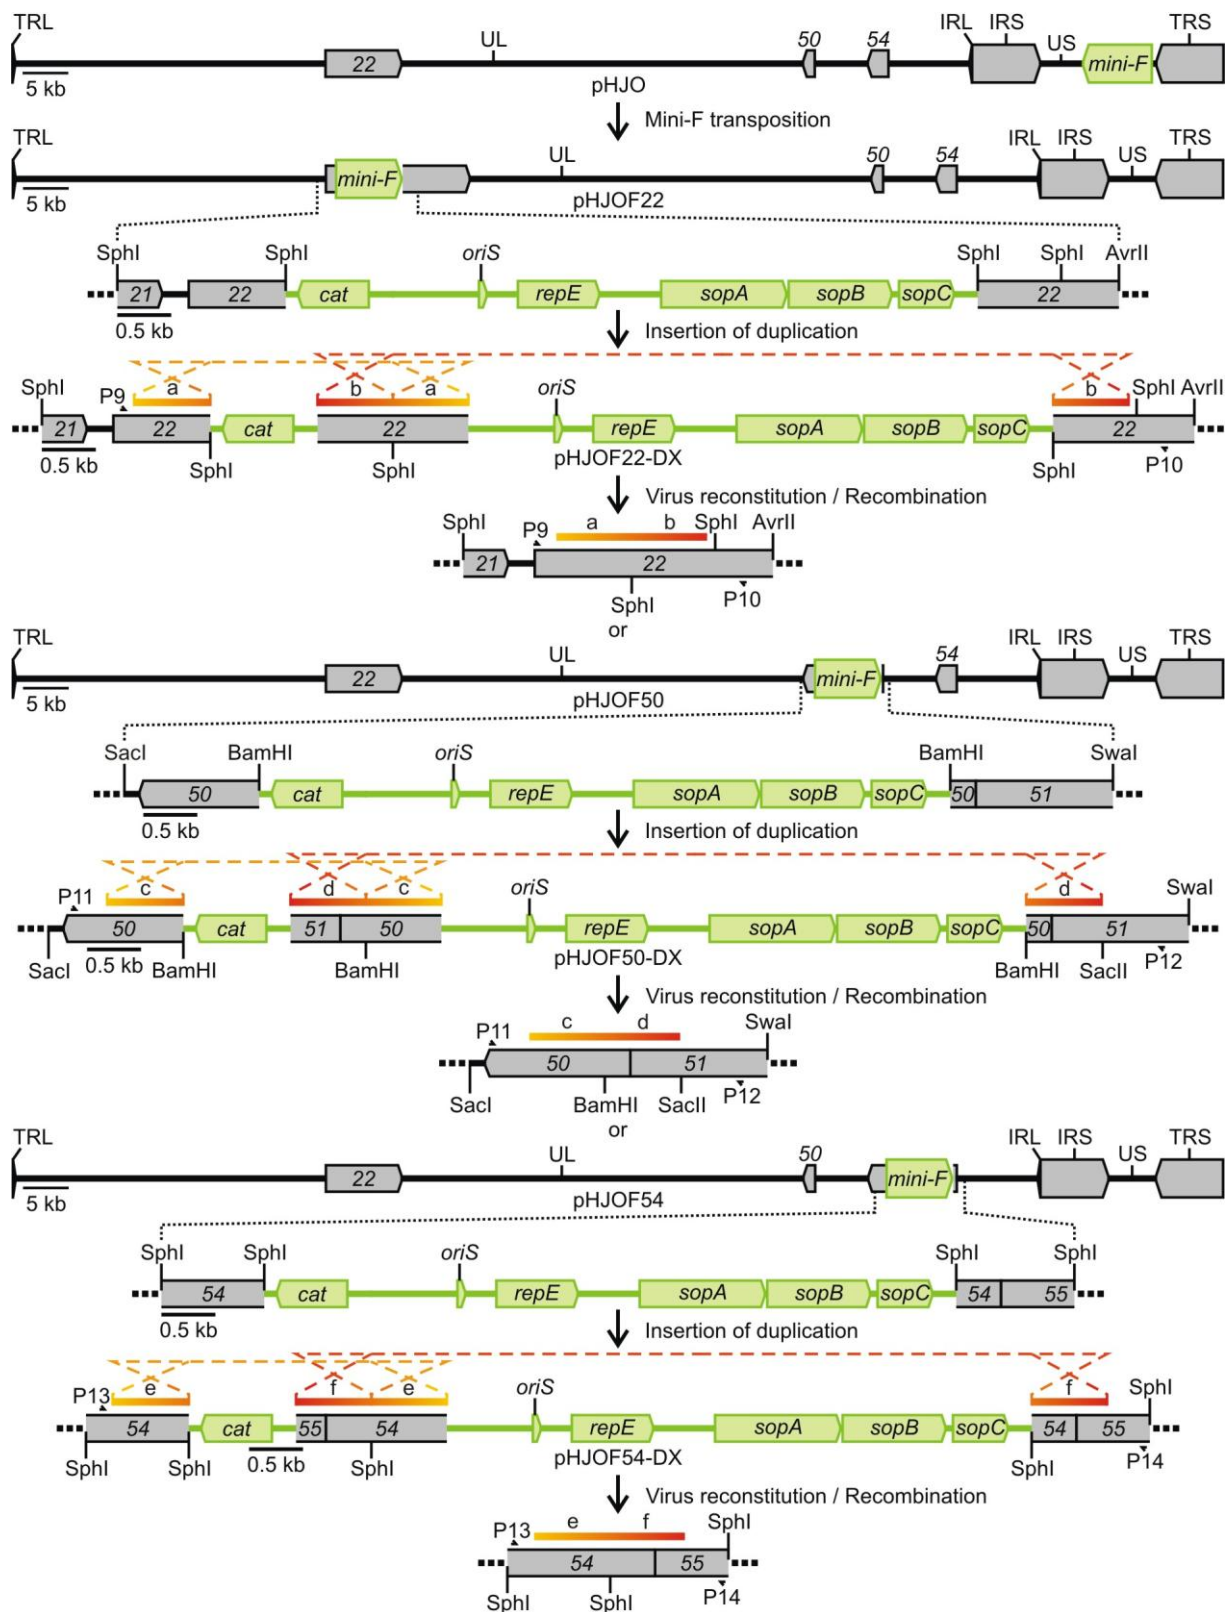 TRL IRL IRS TRS
UL 50 54 US
22 mini-F
5 kb pHJO
Mini-F transposition
TRL IRL IRS TRS
UL 50 54 US
mini-F
5 kb 22 pHJOF22
SphI SphI oriS SphI SphI AvrII
21 22 cat repE sopA sopB sopC 22
0.5 kb Insertion of duplication
a b a b
SphI P9 oriS SphI AvrII
21 22 cat 22 repE sopA sopB sopC 22
0.5 kb SphI SphI pHJOF22-DX SphI P10
Virus reconstitution / Recombination
SphI P9 a b SphI AvrII
21 22
SphI P10
or
TRL IRL IRS TRS
UL 54 US
22 mini-F
5 kb pHJOF50
SacI BamHI oriS BamHI SwaI
50 cat repE sopA sopB sopC 50 51
0.5 kb Insertion of duplication
c d c d
P11 oriS SwaI
50 cat 51 50 repE sopA sopB sopC 50 51
SacI 0.5 kb BamHI BamHI pHJOF50-DX BamHI SacII P12
Virus reconstitution / Recombination
P11 c d SwaI
50 51
SacI BamHI SacII P12
or
TRL IRL IRS TRS
UL 50 US
22 mini-F
5 kb pHJOF54
SphI SphI oriS SphI SphI
54 cat repE sopA sopB sopC 54 55
0.5 kb Insertion of duplication
e f e f
P13 oriS SphI
54 cat 55 54 repE sopA sopB sopC 54 55
SphI SphI 0.5 kb SphI pHJOF54-DX SphI P14
Virus reconstitution / Recombination
P13 e f SphI
54 55
SphI SphI P14